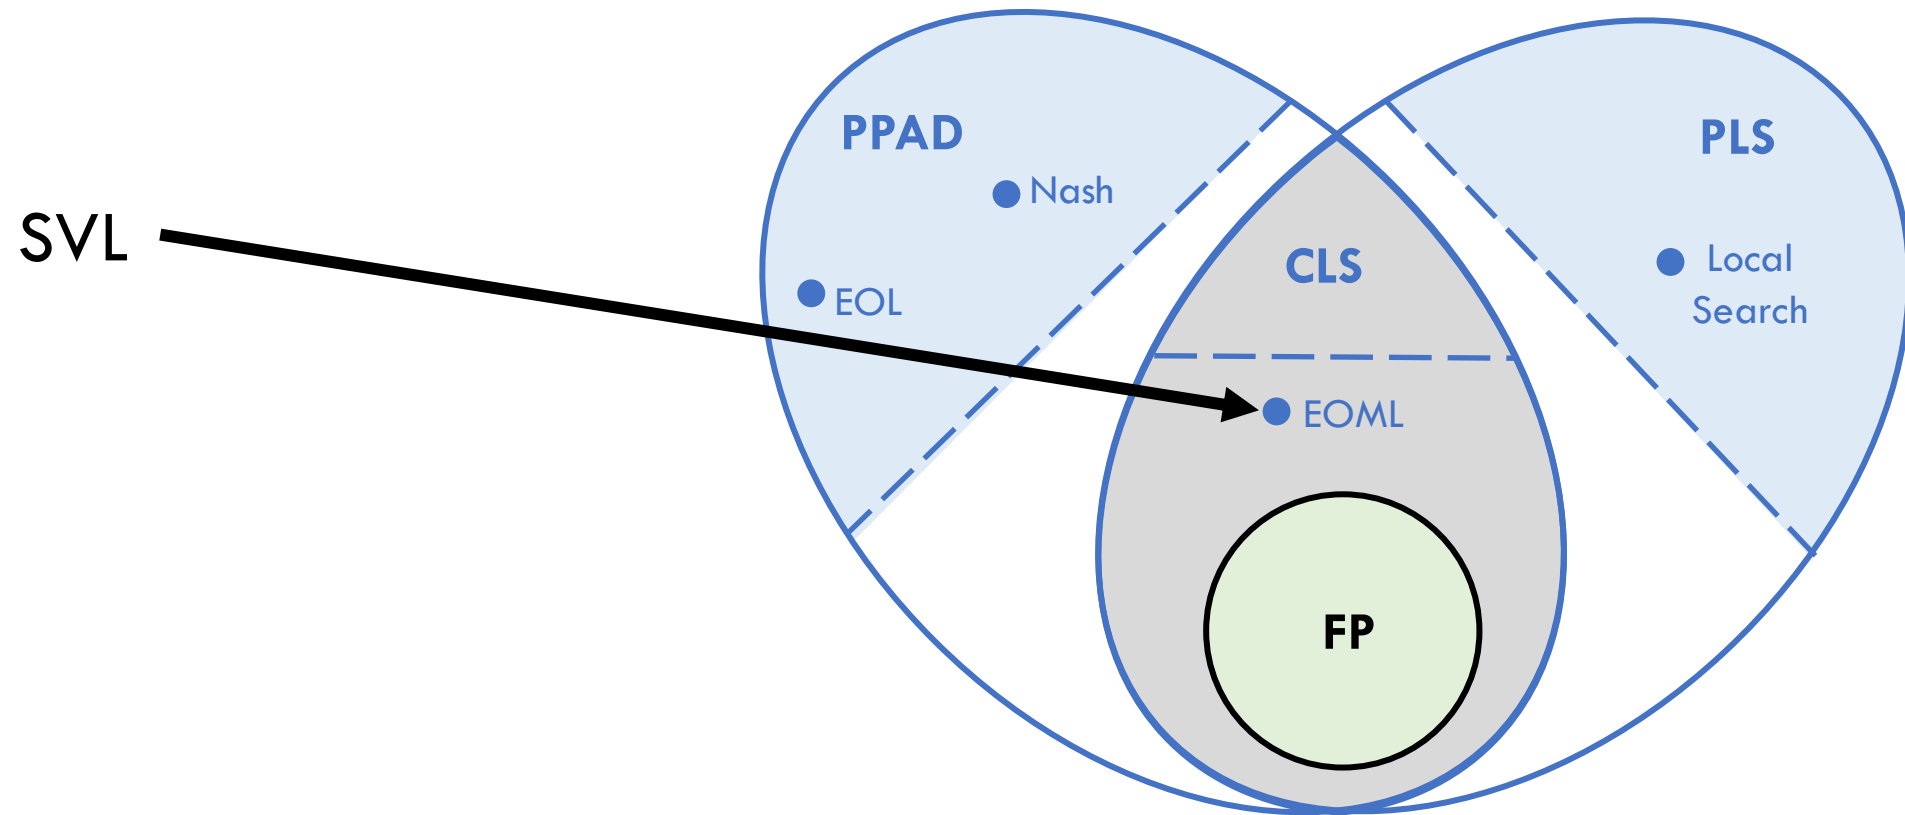 PPAD
PLS
Nash
SVL
CLS
Local
Search
EOL
EOML
FP